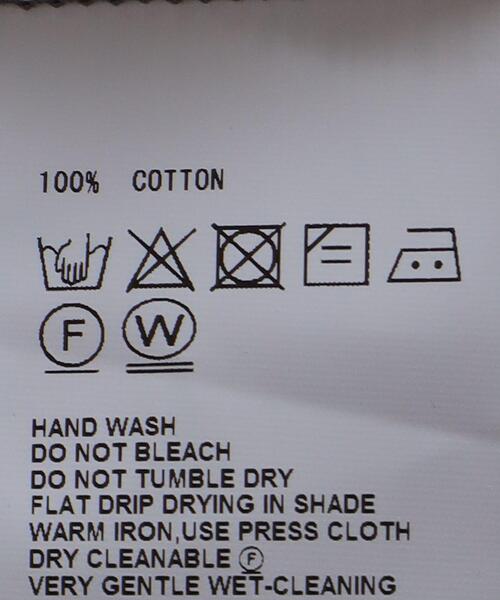 100% COTTON
F W
HAND WASH
DO NOT BLEACH
DO NOT TUMBLE DRY
FLAT DRIP DRYING IN SHADE
WARM IRON,USE PRESS CLOTH
DRY CLEANABLE Ⓕ
VERY GENTLE WET-CLEANING